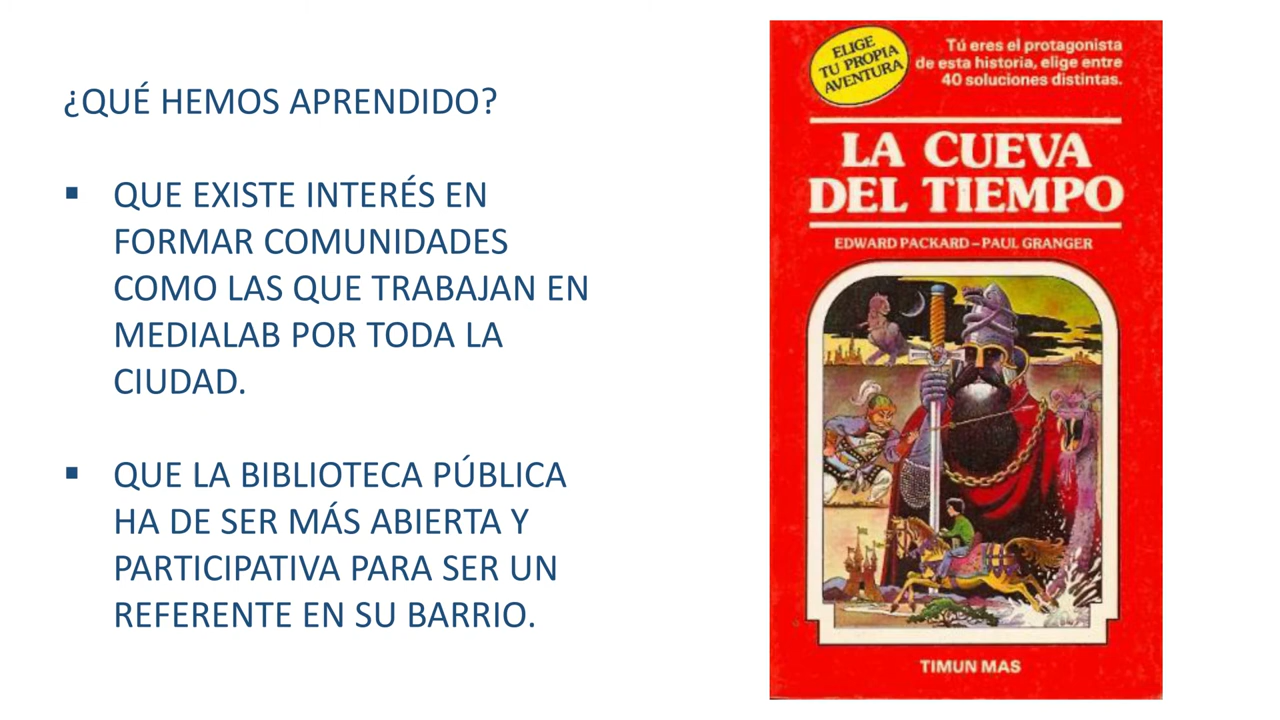 ¿QUÉ HEMOS APRENDIDO?
▪ QUE EXISTE INTERÉS EN
FORMAR COMUNIDADES
COMO LAS QUE TRABAJAN EN
MEDIALAB POR TODA LA
CIUDAD.
▪ QUE LA BIBLIOTECA PÚBLICA
HA DE SER MÁS ABIERTA Y
PARTICIPATIVA PARA SER UN
REFERENTE EN SU BARRIO.
ELIGE
TU PROPIA
AVENTURA
Tú eres el protagonista
de esta historia, elige entre
40 soluciones distintas.
LA CUEVA
DEL TIEMPO
EDWARD PACKARD – PAUL GRANGER
TIMUN MAS